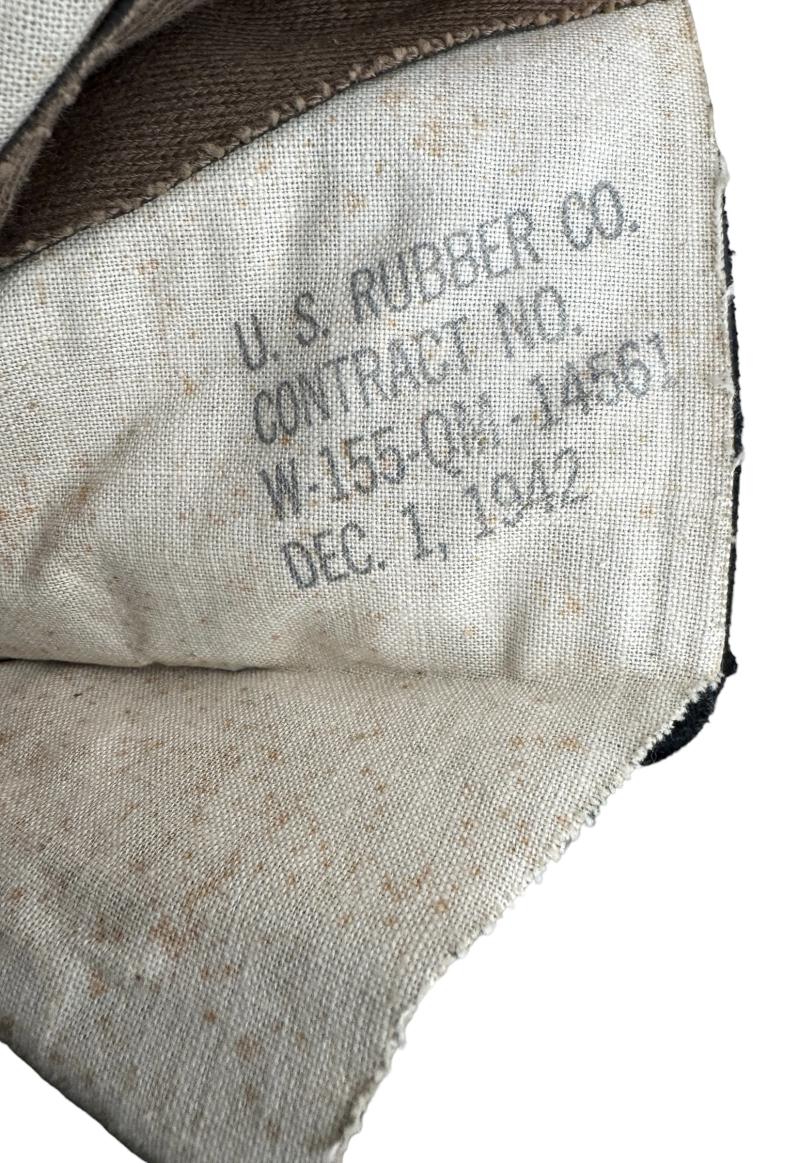 U. S. RUBBER CO.
CONTRACT NO.
W-155-QM-14561
DEC. 1, 1942